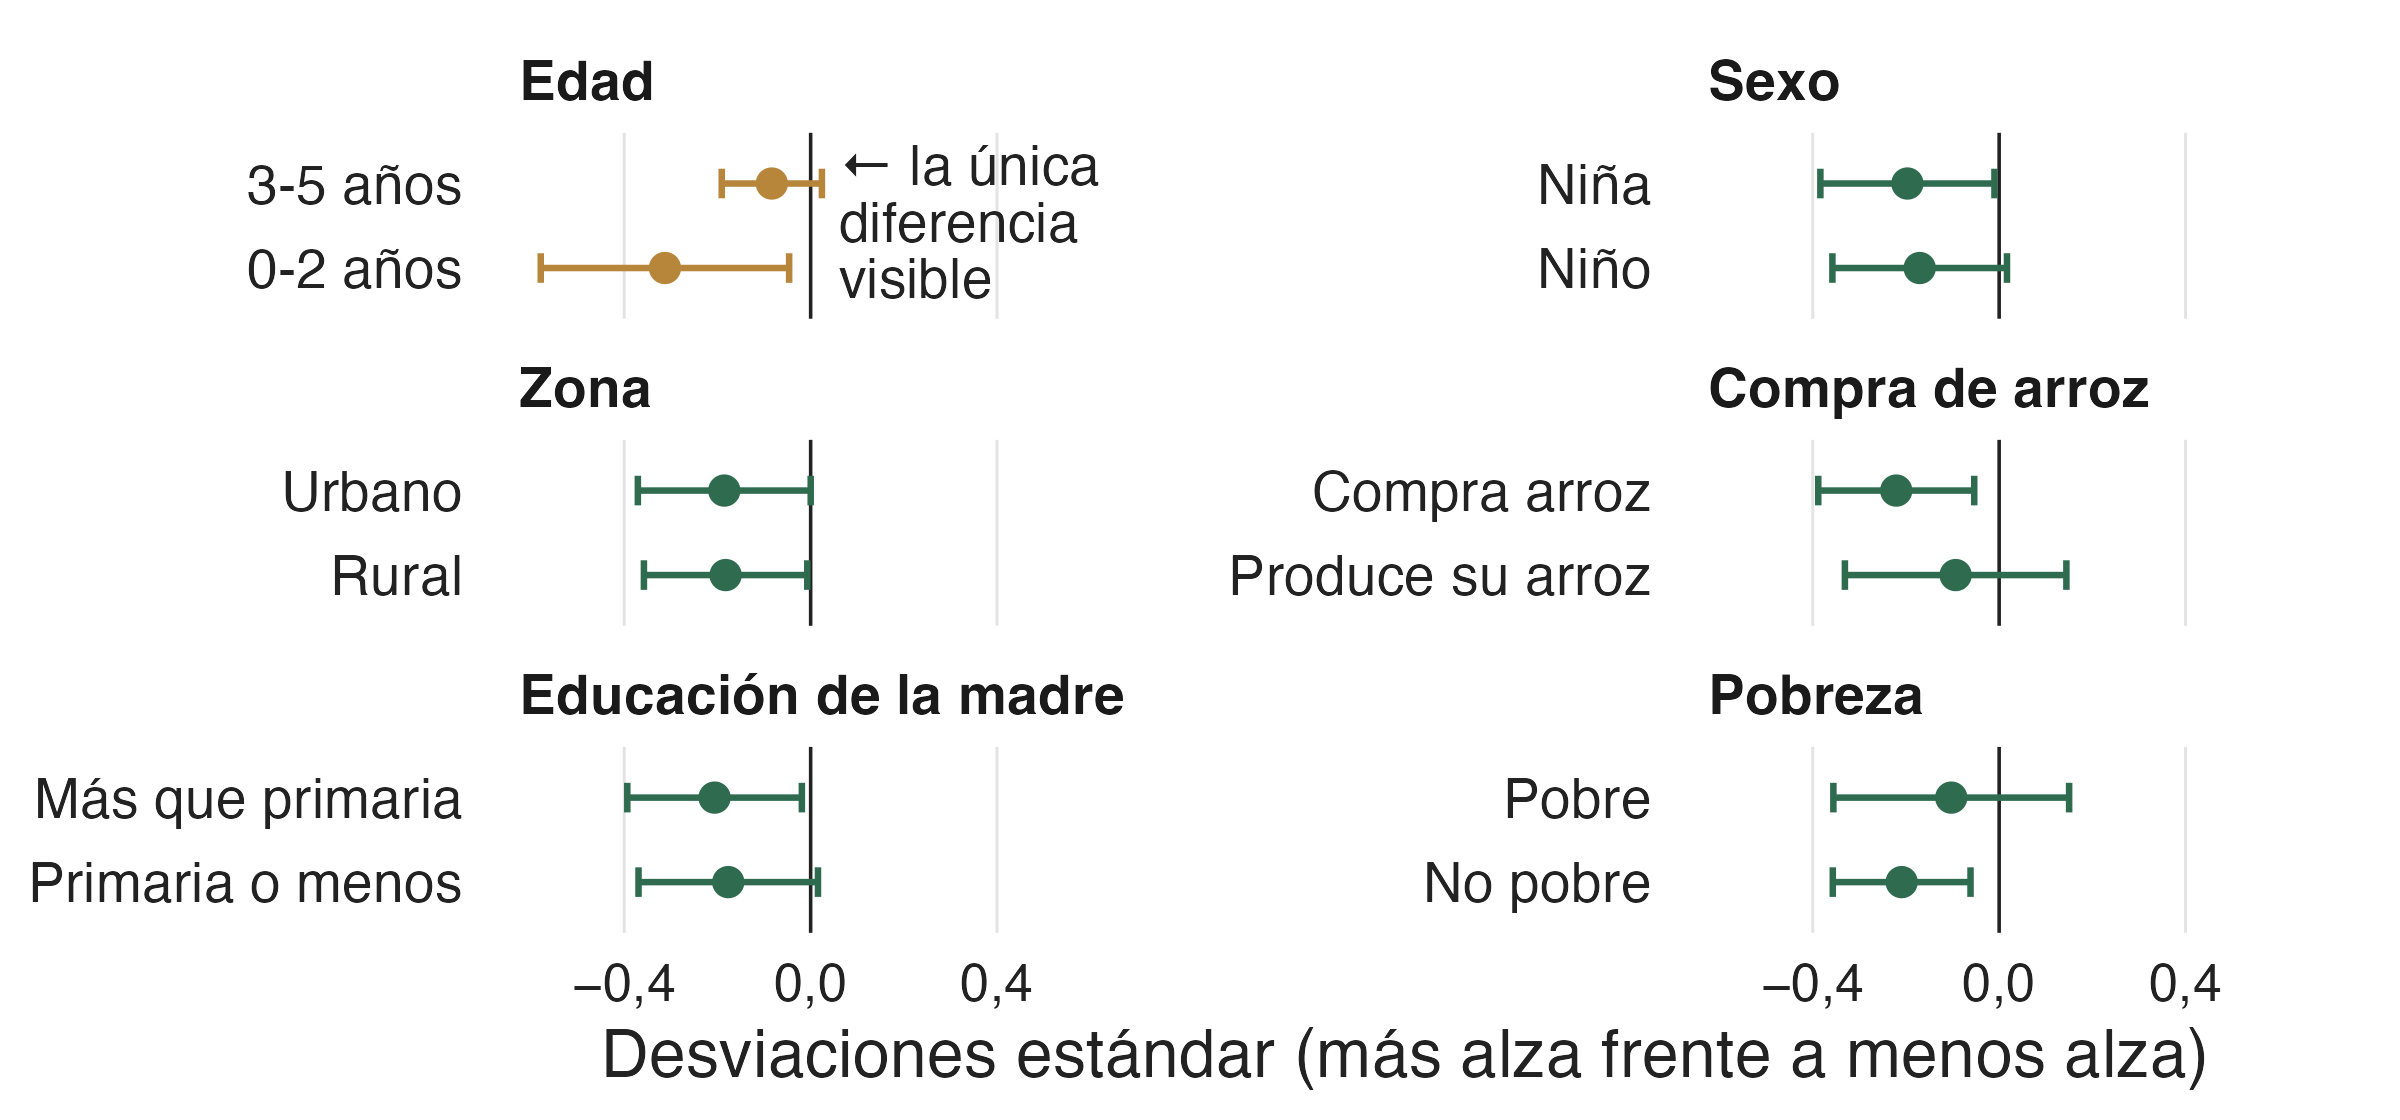 Edad
3-5 años
0-2 años
← la única
diferencia
visible
Sexo
Niña
Niño
Zona
Urbano
Rural
Compra de arroz
Compra arroz
Produce su arroz
Educación de la madre
Más que primaria
Primaria o menos
−0,4 0,0 0,4
Pobreza
Pobre
No pobre
−0,4 0,0 0,4
Desviaciones estándar (más alza frente a menos alza)